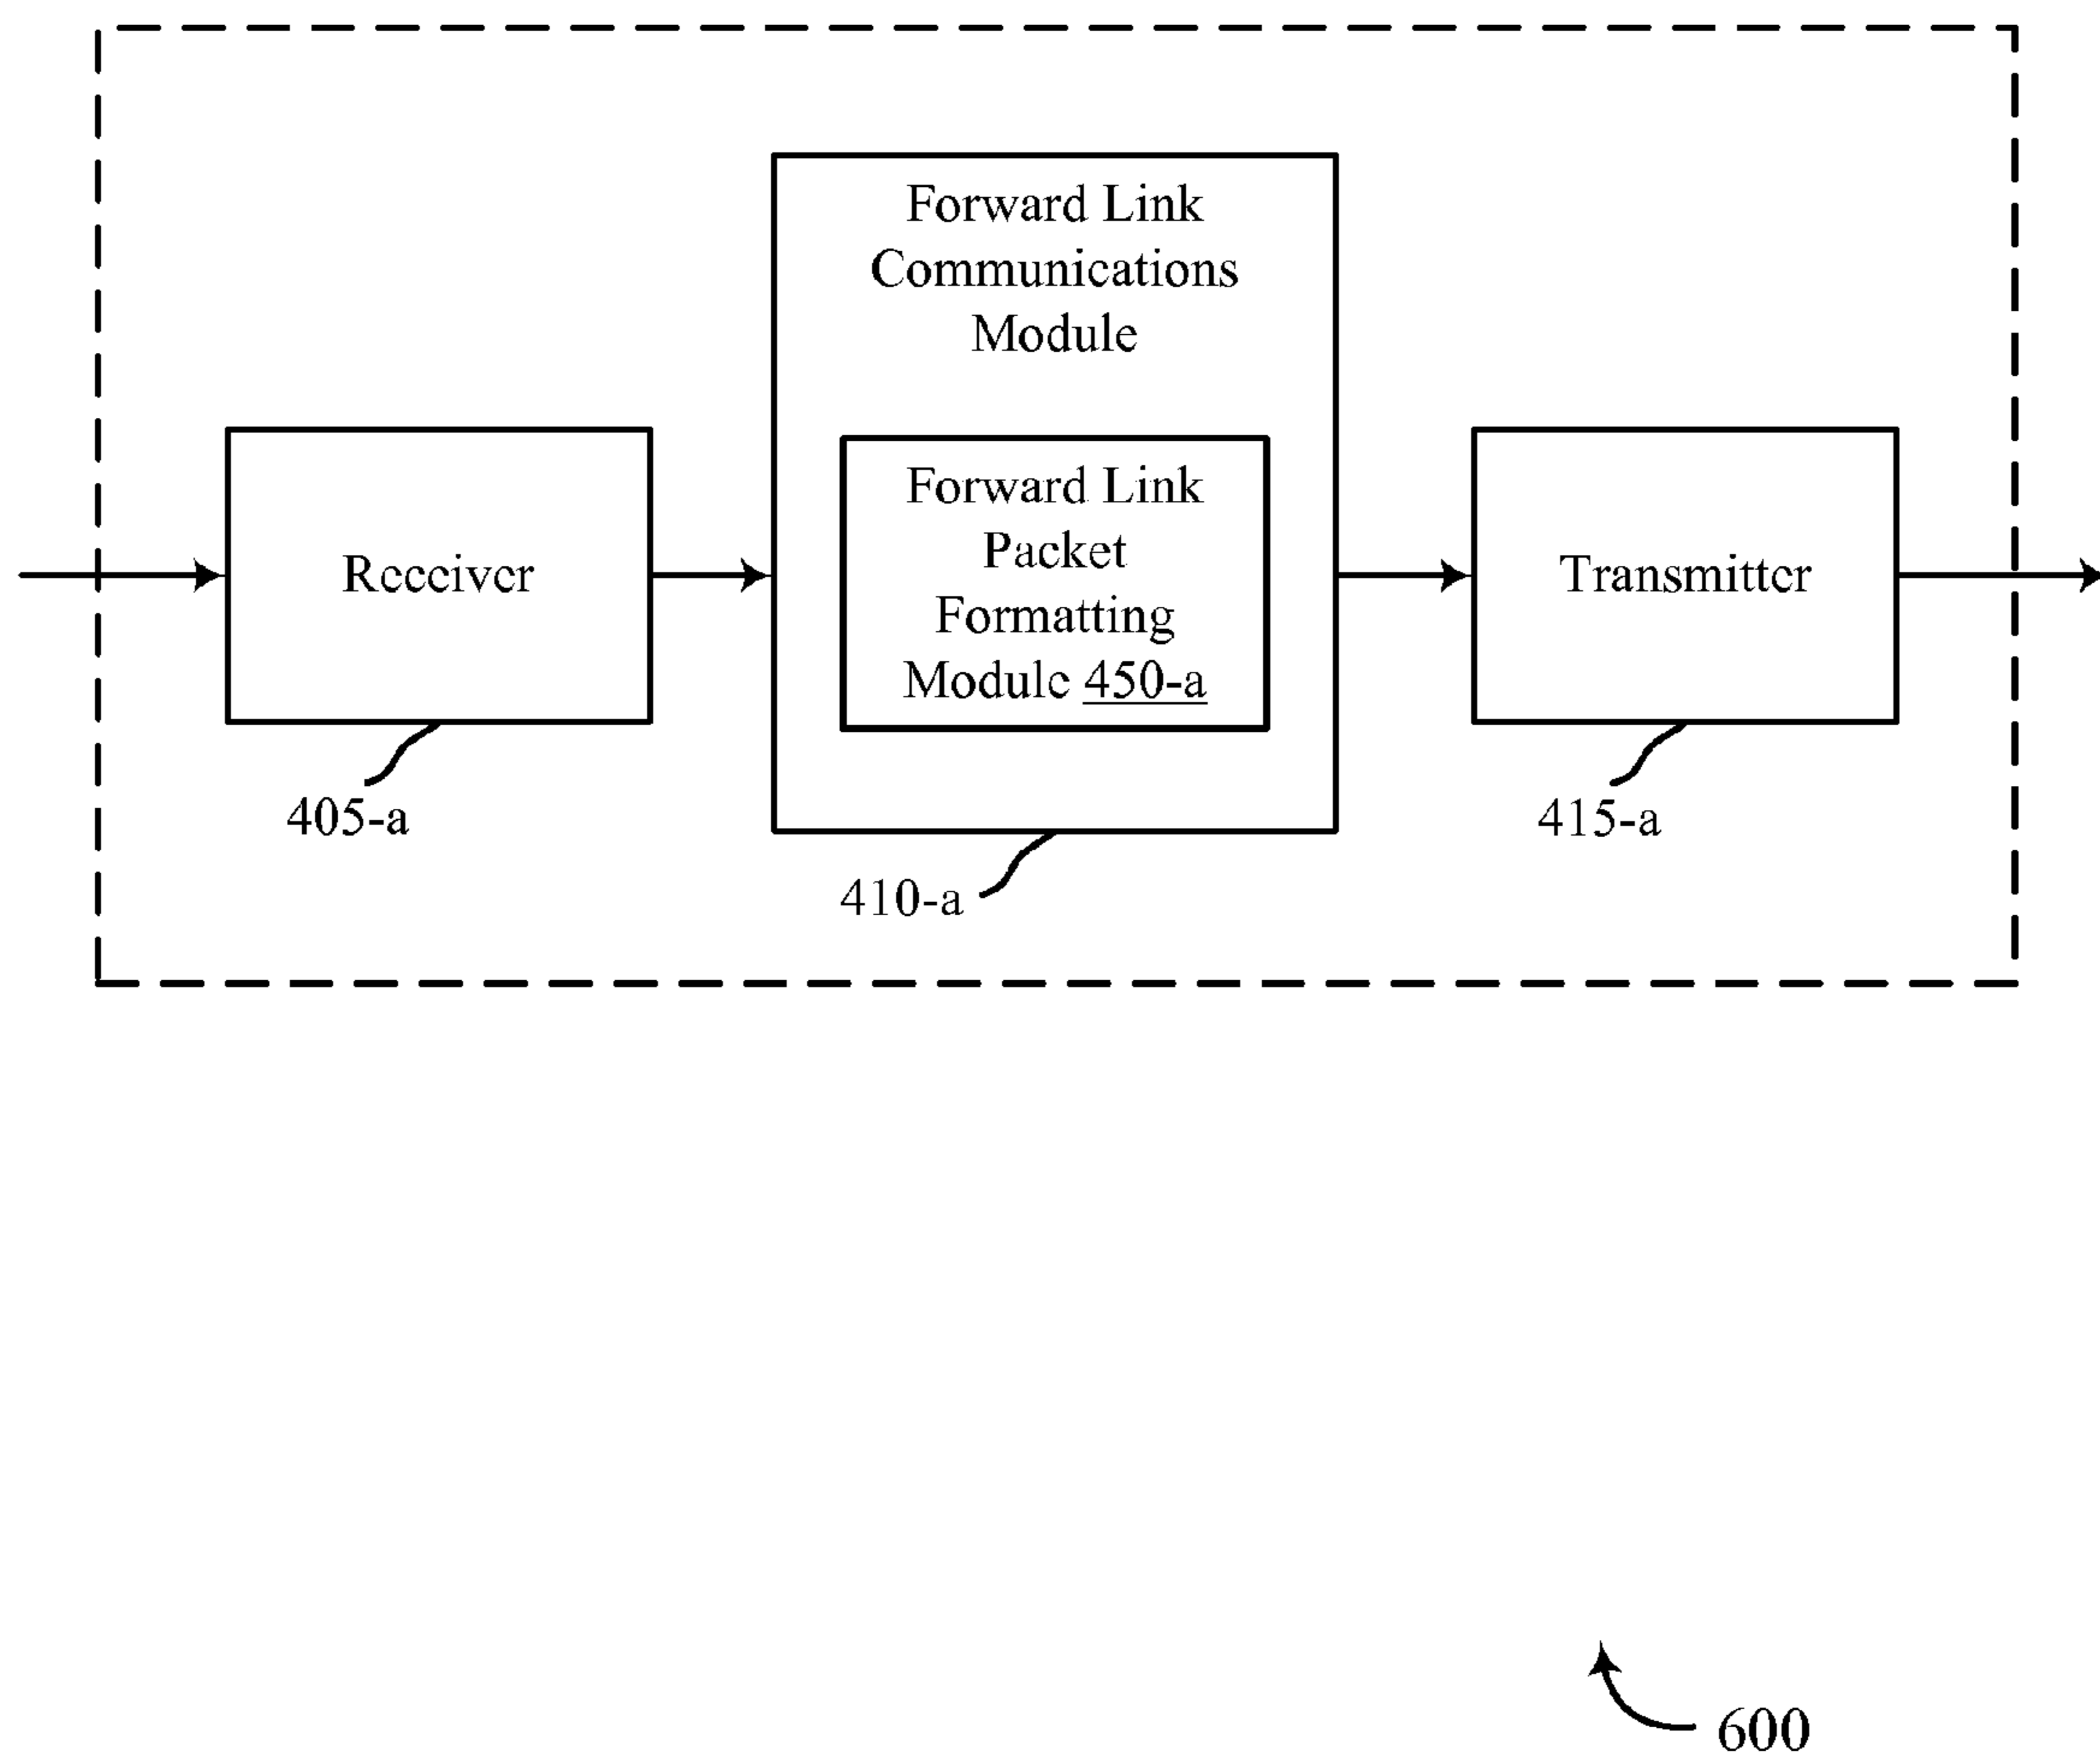 Forward Link
Communications
Module
Forward Link
Packet
Formatting
Module 450-a
Receiver
Transmitter
405-a
415-a
410-a
600